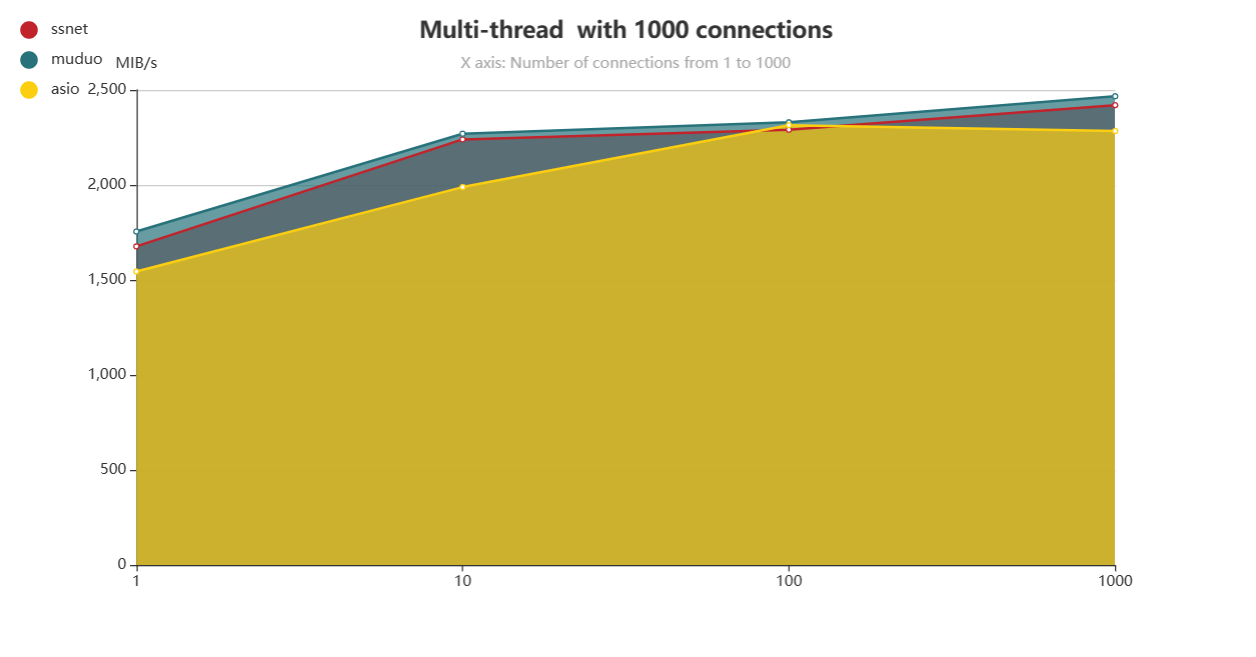 Multi-thread  with 1000 connections
X axis: Number of connections from 1 to 1000
ssnet
muduo
asio
MIB/s
2,500
2,000
1,500
1,000
500
0
1
10
100
1000